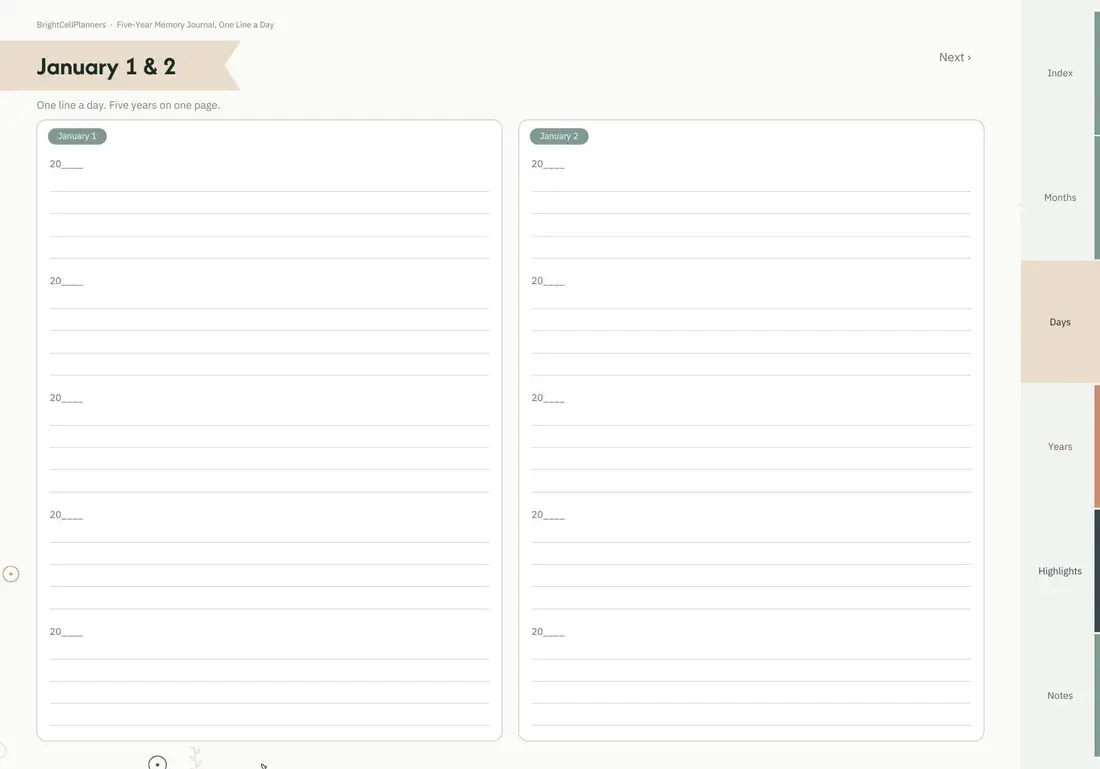 BrightCellPlanners · Five-Year Memory Journal, One Line a Day
January 1 & 2
Next ›
One line a day. Five years on one page.
January 1
20____
20____
20____
20____
20____
January 2
20____
20____
20____
20____
20____
Index
Months
Days
Years
Highlights
Notes